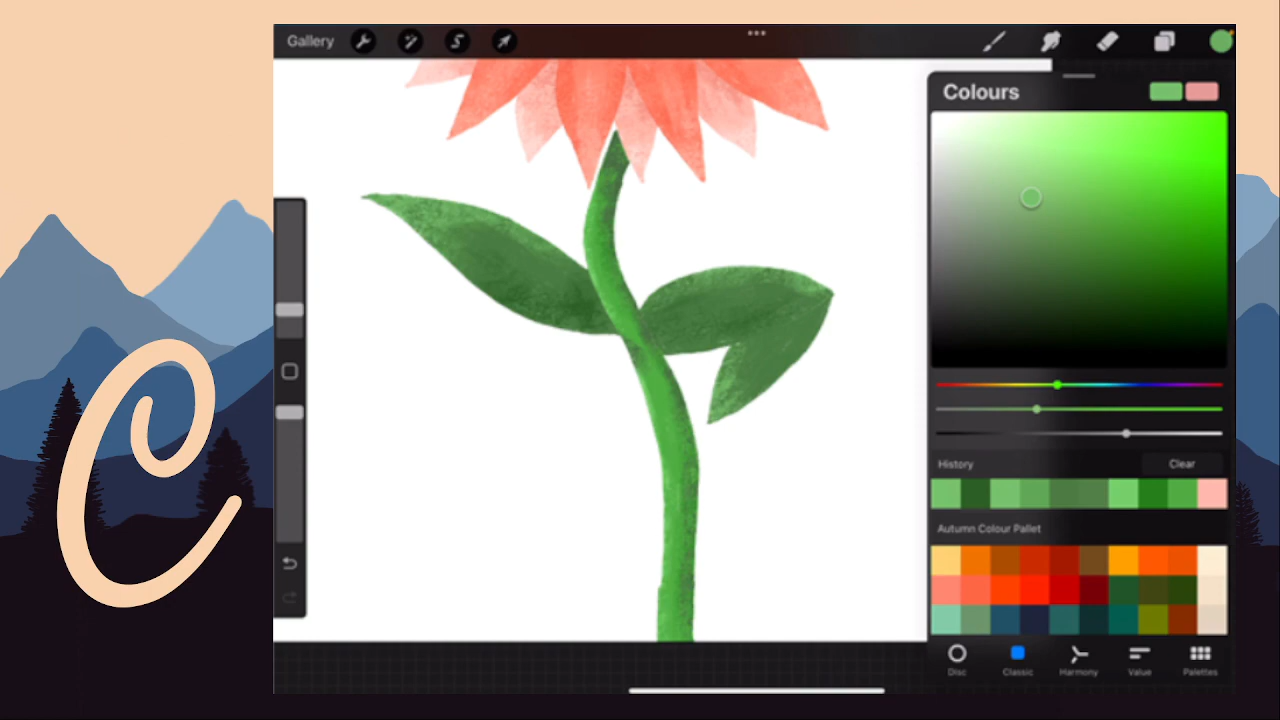 Gallery
Colours
History
Clear
Autumn Colour Pallet
Disc
Classic
Harmony
Value
Palettes
C